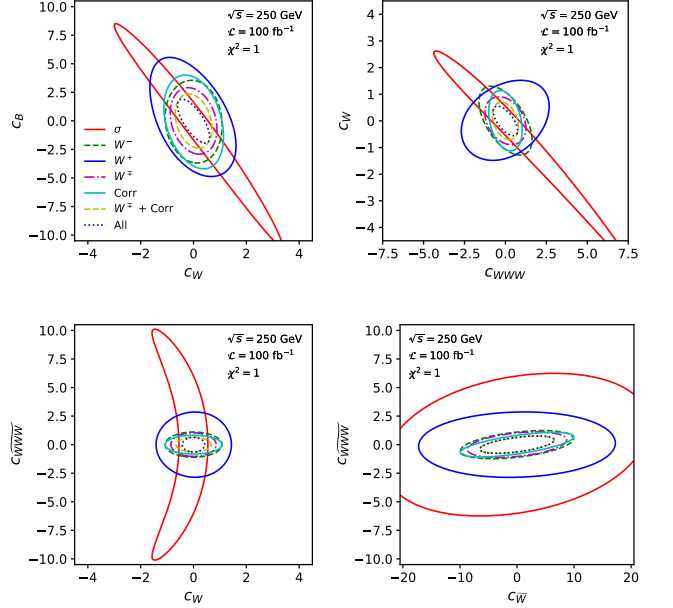 √s = 250 GeV
ℒ = 100 fb⁻¹
χ² = 1
c_B
7.5
5.0
2.5
0.0
−2.5
−5.0
−7.5
−10.0
σ
W⁻
W⁺
W^∓
Corr
W^∓ + Corr
All
−4 −2 0 2 4
c_W
√s = 250 GeV
ℒ = 100 fb⁻¹
χ² = 1
c_W
4
3
2
1
0
−1
−2
−3
−4
−7.5 −5.0 −2.5 0.0 2.5 5.0 7.5
c_WWW
√s = 250 GeV
ℒ = 100 fb⁻¹
χ² = 1
c_W͠W͠W͠
10.0
7.5
5.0
2.5
0.0
−2.5
−5.0
−7.5
−10.0
−4 −2 0 2 4
c_W
√s = 250 GeV
ℒ = 100 fb⁻¹
χ² = 1
c_W͠W͠W͠
10.0
7.5
5.0
2.5
0.0
−2.5
−5.0
−7.5
−10.0
−20 −10 0 10 20
c_W͠